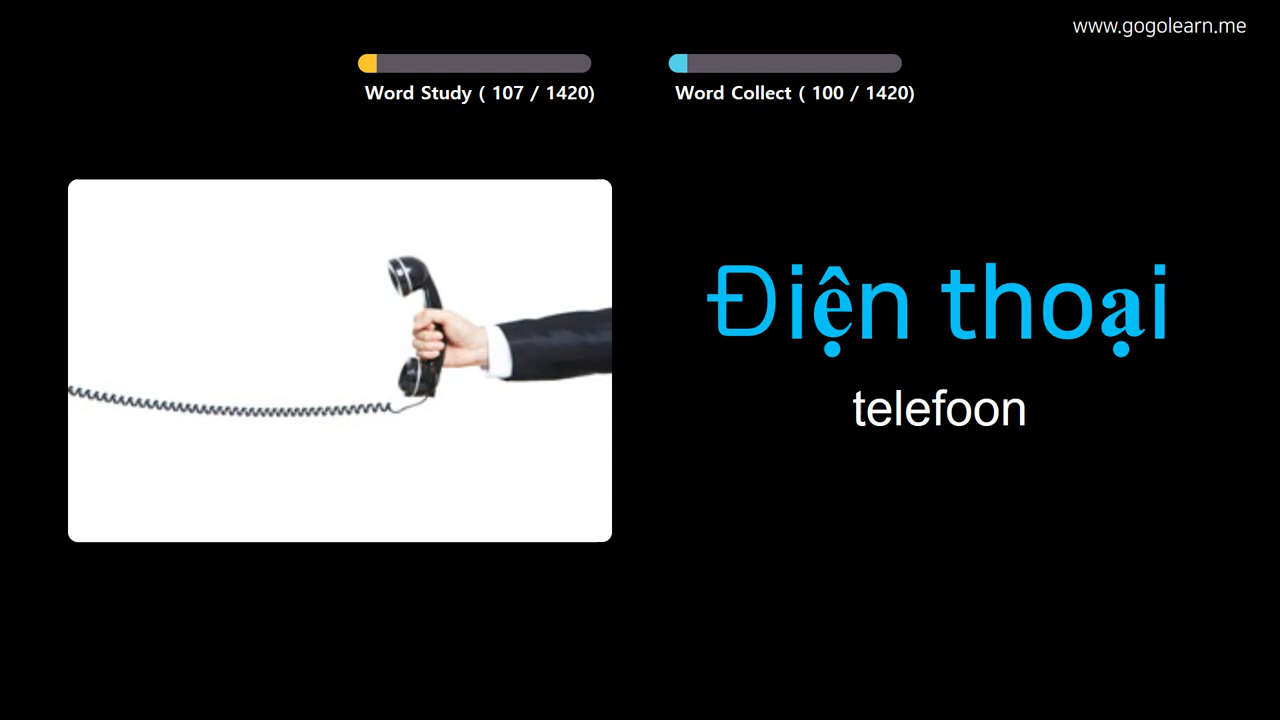 www.gogolearn.me
Word Study ( 107 / 1420)
Word Collect ( 100 / 1420)
Điện thoại
telefoon